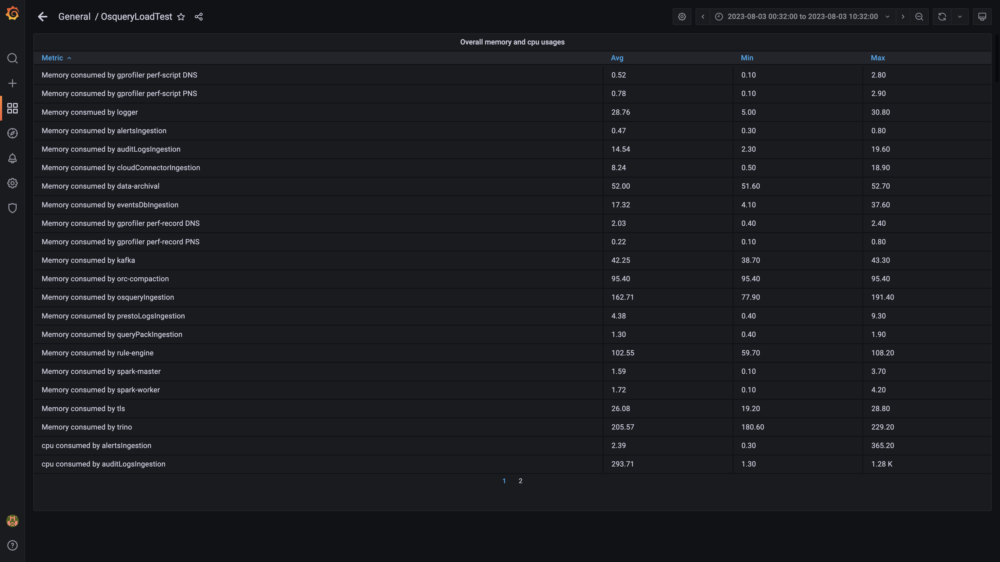 General / OsqueryLoadTest
2023-08-03 00:32:00 to 2023-08-03 10:32:00
Overall memory and cpu usages
Metric Avg Min Max
Memory consumed by gprofiler perf-script DNS 0.52 0.10 2.80
Memory consumed by gprofiler perf-script PNS 0.78 0.10 2.90
Memory consmued by logger 28.76 5.00 30.80
Memory consumed by alertsIngestion 0.47 0.30 0.80
Memory consumed by auditLogsIngestion 14.54 2.30 19.60
Memory consumed by cloudConnectorIngestion 8.24 0.50 18.90
Memory consumed by data-archival 52.00 51.60 52.70
Memory consumed by eventsDbIngestion 17.32 4.10 37.60
Memory consumed by gprofiler perf-record DNS 2.03 0.40 2.40
Memory consumed by gprofiler perf-record PNS 0.22 0.10 0.80
Memory consumed by kafka 42.25 38.70 43.30
Memory consumed by orc-compaction 95.40 95.40 95.40
Memory consumed by osqueryIngestion 162.71 77.90 191.40
Memory consumed by prestoLogsIngestion 4.38 0.40 9.30
Memory consumed by queryPackIngestion 1.30 0.40 1.90
Memory consumed by rule-engine 102.55 59.70 108.20
Memory consumed by spark-master 1.59 0.10 3.70
Memory consumed by spark-worker 1.72 0.10 4.20
Memory consumed by tls 26.08 19.20 28.80
Memory consumed by trino 205.57 180.60 229.20
cpu consumed by alertsIngestion 2.39 0.30 365.20
cpu consumed by auditLogsIngestion 293.71 1.30 1.28 K
1 2